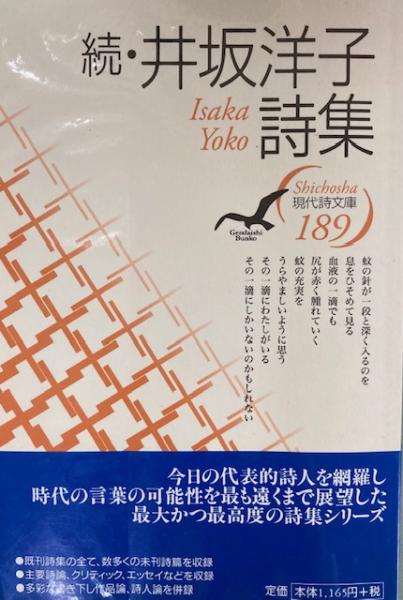 続・井坂洋子
詩集
Isaka
Yoko
Shichosha
現代詩文庫
189
Gendaishi
Bunko
蚊の針が一段と深く入るのを
息をひそめて見る
血液の一滴でも
尻が赤く腫れていく
蚊の充実を
うらやましいように思う
その一滴にわたしがいる
その一滴にしかいないのかもしれない
今日の代表的詩人を網羅し
時代の言葉の可能性を最も遠くまで展望した
最大かつ最高度の詩集シリーズ
●既刊詩集の全て、数多くの未刊詩篇を収録
●主要詩論、クリティック、エッセイなどを収録
●多彩な書き下し作品論、詩人論を併録
定価 本体1,165円+税